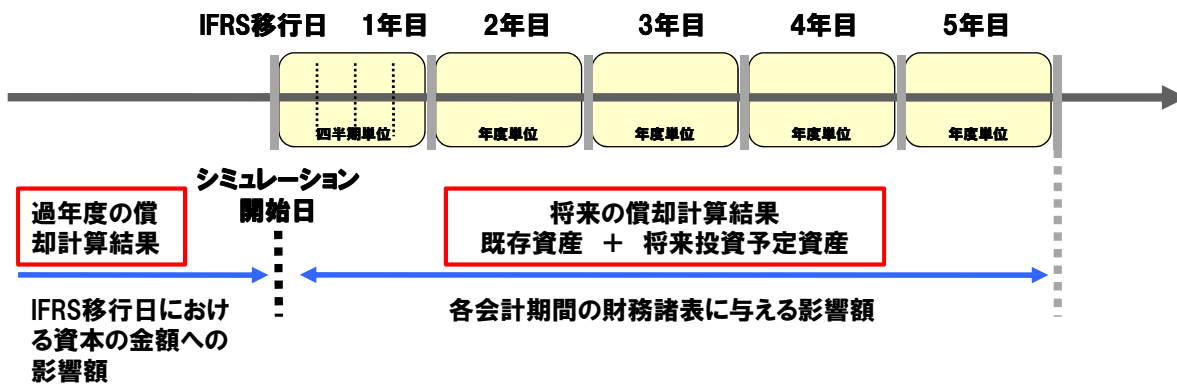 IFRS移行日 1年目 2年目 3年目 4年目 5年目
四半期単位 年度単位 年度単位 年度単位 年度単位
シミュレーション
開始日
過年度の償
却計算結果
将来の償却計算結果
既存資産 ＋ 将来投資予定資産
IFRS移行日におけ
る資本の金額への
影響額
各会計期間の財務諸表に与える影響額